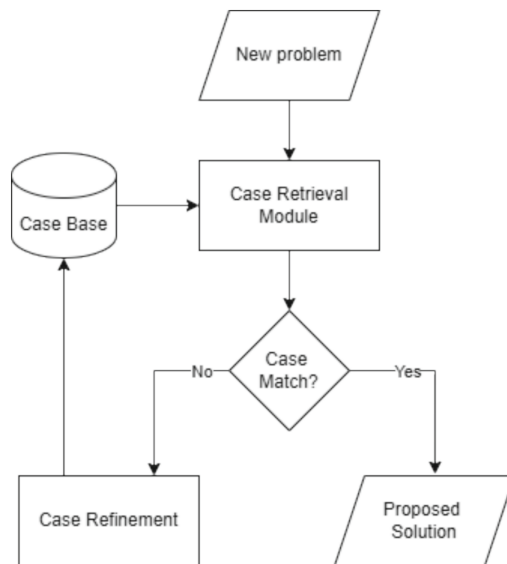 New problem
Case Retrieval
Module
Case Base
Case
Match?
No
Yes
Case Refinement
Proposed
Solution